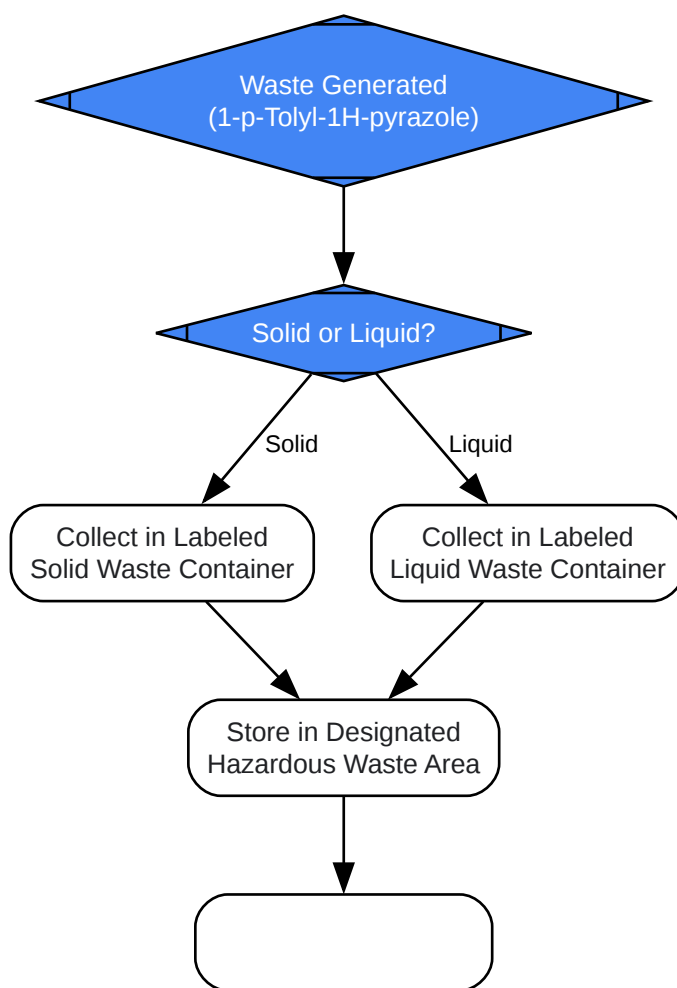 Waste Generated
(1-p-Tolyl-1H-pyrazole)
Solid or Liquid?
Solid
Liquid
Collect in Labeled
Solid Waste Container
Collect in Labeled
Liquid Waste Container
Store in Designated
Hazardous Waste Area